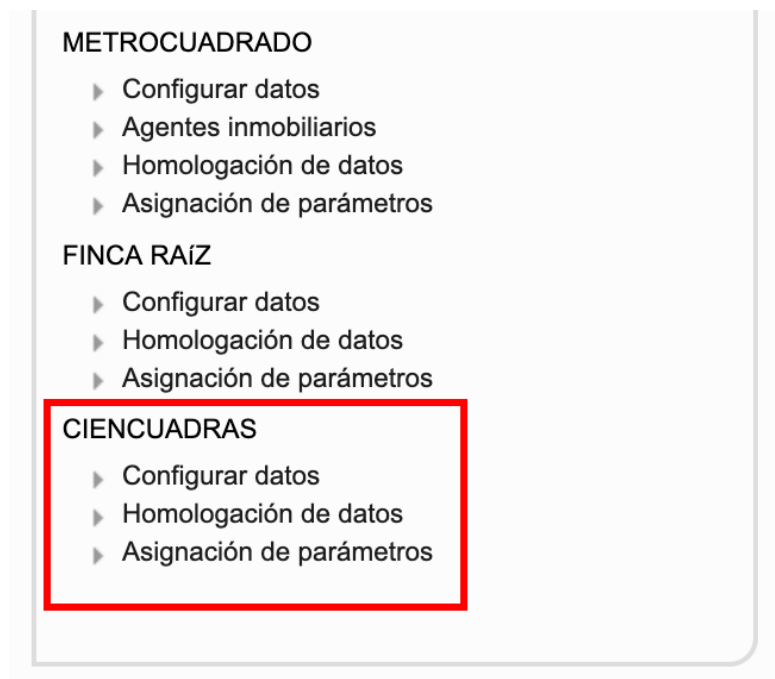 METROCUADRADO
Configurar datos
Agentes inmobiliarios
Homologación de datos
Asignación de parámetros
FINCA RAíZ
Configurar datos
Homologación de datos
Asignación de parámetros
CIENCUADRAS
Configurar datos
Homologación de datos
Asignación de parámetros